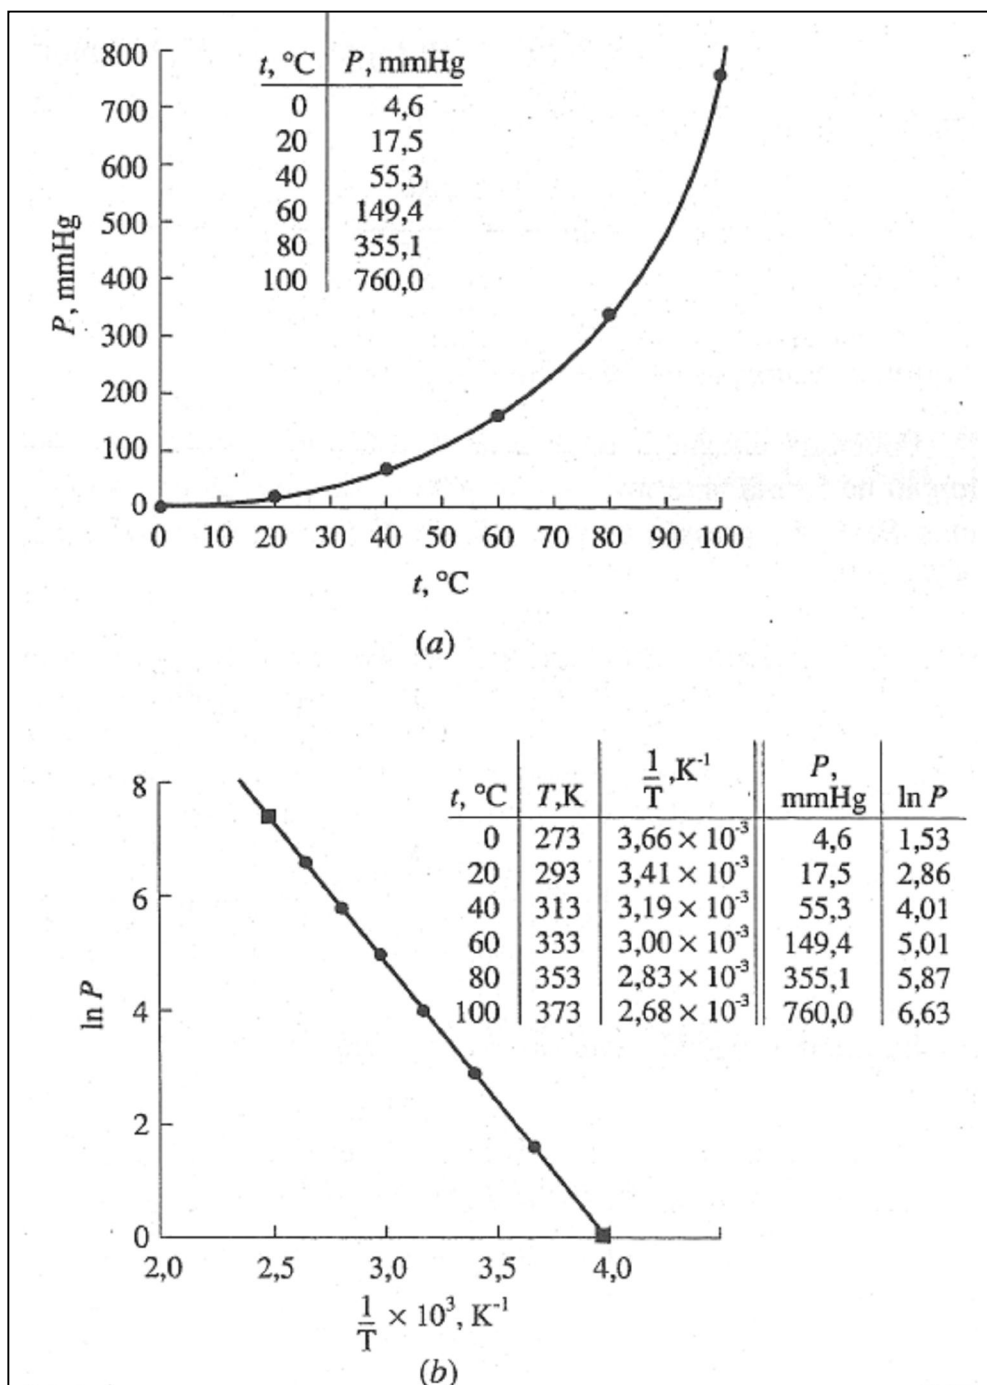 t, °C P, mmHg
0 4,6
20 17,5
40 55,3
60 149,4
80 355,1
100 760,0
800
700
600
500
400
300
200
100
0
P, mmHg
0 10 20 30 40 50 60 70 80 90 100
t, °C
(a)
t, °C T,K 1/T ,K⁻¹ P, mmHg ln P
0 273 3,66 × 10⁻³ 4,6 1,53
20 293 3,41 × 10⁻³ 17,5 2,86
40 313 3,19 × 10⁻³ 55,3 4,01
60 333 3,00 × 10⁻³ 149,4 5,01
80 353 2,83 × 10⁻³ 355,1 5,87
100 373 2,68 × 10⁻³ 760,0 6,63
8
6
4
2
0
ln P
2,0 2,5 3,0 3,5 4,0
1/T × 10³, K⁻¹
(b)